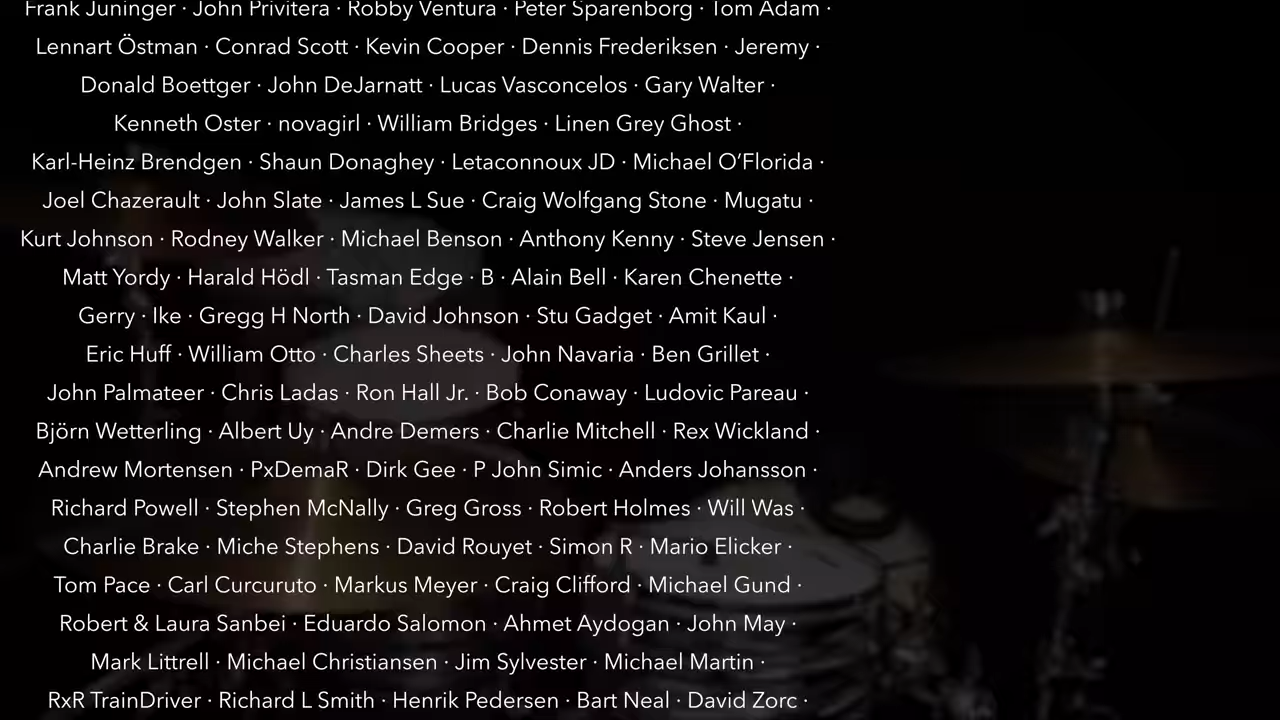 Frank Juninger · John Privitera · Robby Ventura · Peter Sparenborg · Tom Adam ·
Lennart Östman · Conrad Scott · Kevin Cooper · Dennis Frederiksen · Jeremy ·
Donald Boettger · John DeJarnatt · Lucas Vasconcelos · Gary Walter ·
Kenneth Oster · novagirl · William Bridges · Linen Grey Ghost ·
Karl-Heinz Brendgen · Shaun Donaghey · Letaconnoux JD · Michael O’Florida ·
Joel Chazerault · John Slate · James L Sue · Craig Wolfgang Stone · Mugatu ·
Kurt Johnson · Rodney Walker · Michael Benson · Anthony Kenny · Steve Jensen ·
Matt Yordy · Harald Hödl · Tasman Edge · B · Alain Bell · Karen Chenette ·
Gerry · Ike · Gregg H North · David Johnson · Stu Gadget · Amit Kaul ·
Eric Huff · William Otto · Charles Sheets · John Navaria · Ben Grillet ·
John Palmateer · Chris Ladas · Ron Hall Jr. · Bob Conaway · Ludovic Pareau ·
Björn Wetterling · Albert Uy · Andre Demers · Charlie Mitchell · Rex Wickland ·
Andrew Mortensen · PxDemaR · Dirk Gee · P John Simic · Anders Johansson ·
Richard Powell · Stephen McNally · Greg Gross · Robert Holmes · Will Was ·
Charlie Brake · Miche Stephens · David Rouyet · Simon R · Mario Elicker ·
Tom Pace · Carl Curcuruto · Markus Meyer · Craig Clifford · Michael Gund ·
Robert & Laura Sanbei · Eduardo Salomon · Ahmet Aydogan · John May ·
Mark Littrell · Michael Christiansen · Jim Sylvester · Michael Martin ·
RxR TrainDriver · Richard L Smith · Henrik Pedersen · Bart Neal · David Zorc ·